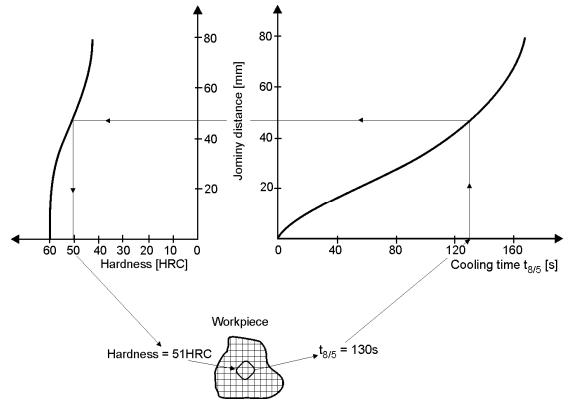 80
60
40
20
60 50 40 30 20 10 0
Hardness [HRC]
Jominy distance [mm]
80
60
40
20
0 40 80 120 160
Cooling time t8/5 [s]
Workpiece
Hardness = 51HRC
t8/5 = 130s